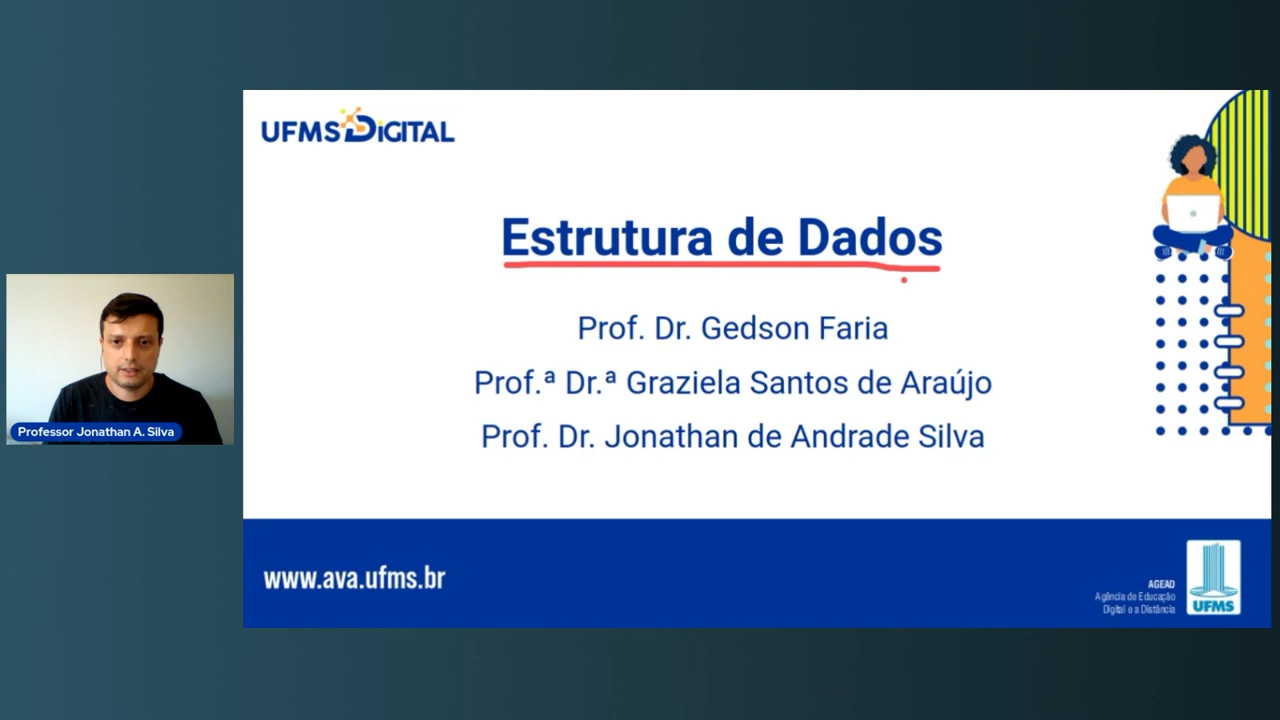 UFMS DIGITAL
Estrutura de Dados
Prof. Dr. Gedson Faria
Prof.ª Dr.ª Graziela Santos de Araújo
Prof. Dr. Jonathan de Andrade Silva
Professor Jonathan A. Silva
www.ava.ufms.br
AGEAD
Agência de Educação
Digital e a Distância
UFMS